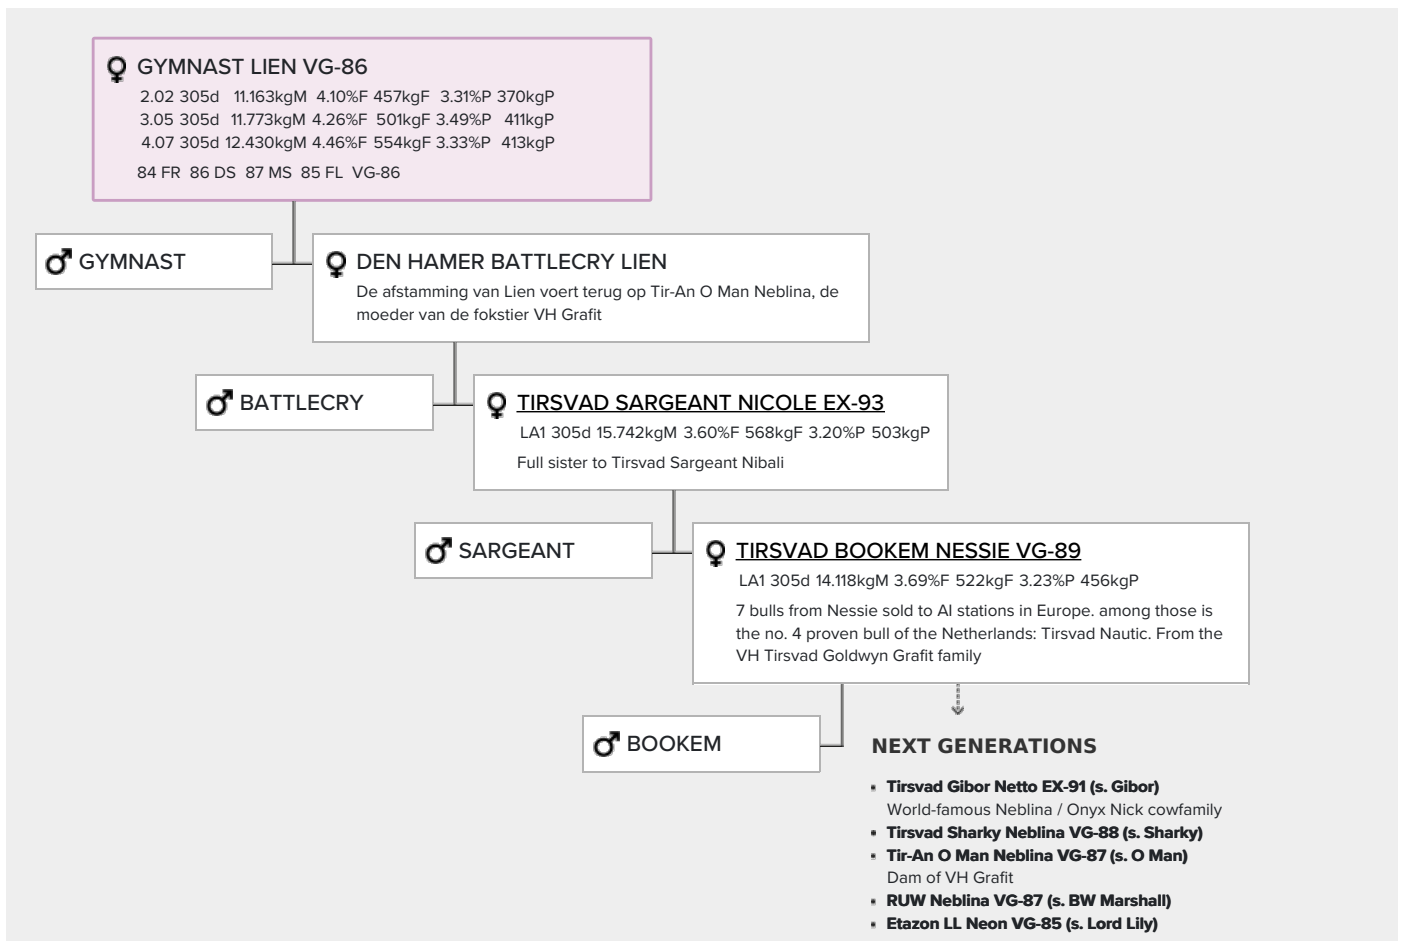 GYMNAST LIEN VG-86
2.02 305d 11.163kgM 4.10%F 457kgF 3.31%P 370kgP
3.05 305d 11.773kgM 4.26%F 501kgF 3.49%P 411kgP
4.07 305d 12.430kgM 4.46%F 554kgF 3.33%P 413kgP
84 FR 86 DS 87 MS 85 FL VG-86
GYMNAST
DEN HAMER BATTLECRY LIEN
De afstamming van Lien voert terug op Tir-An O Man Neblina, de
moeder van de fokstier VH Grafit
BATTLECRY
TIRSVAD SARGEANT NICOLE EX-93
LA1 305d 15.742kgM 3.60%F 568kgF 3.20%P 503kgP
Full sister to Tirsvad Sargeant Nibali
SARGEANT
TIRSVAD BOOKEM NESSIE VG-89
LA1 305d 14.118kgM 3.69%F 522kgF 3.23%P 456kgP
7 bulls from Nessie sold to AI stations in Europe. among those is
the no. 4 proven bull of the Netherlands: Tirsvad Nautic. From the
VH Tirsvad Goldwyn Grafit family
BOOKEM
NEXT GENERATIONS
Tirsvad Gibor Netto EX-91 (s. Gibor)
World-famous Neblina / Onyx Nick cowfamily
Tirsvad Sharky Neblina VG-88 (s. Sharky)
Tir-An O Man Neblina VG-87 (s. O Man)
Dam of VH Grafit
RUW Neblina VG-87 (s. BW Marshall)
Etazon LL Neon VG-85 (s. Lord Lily)